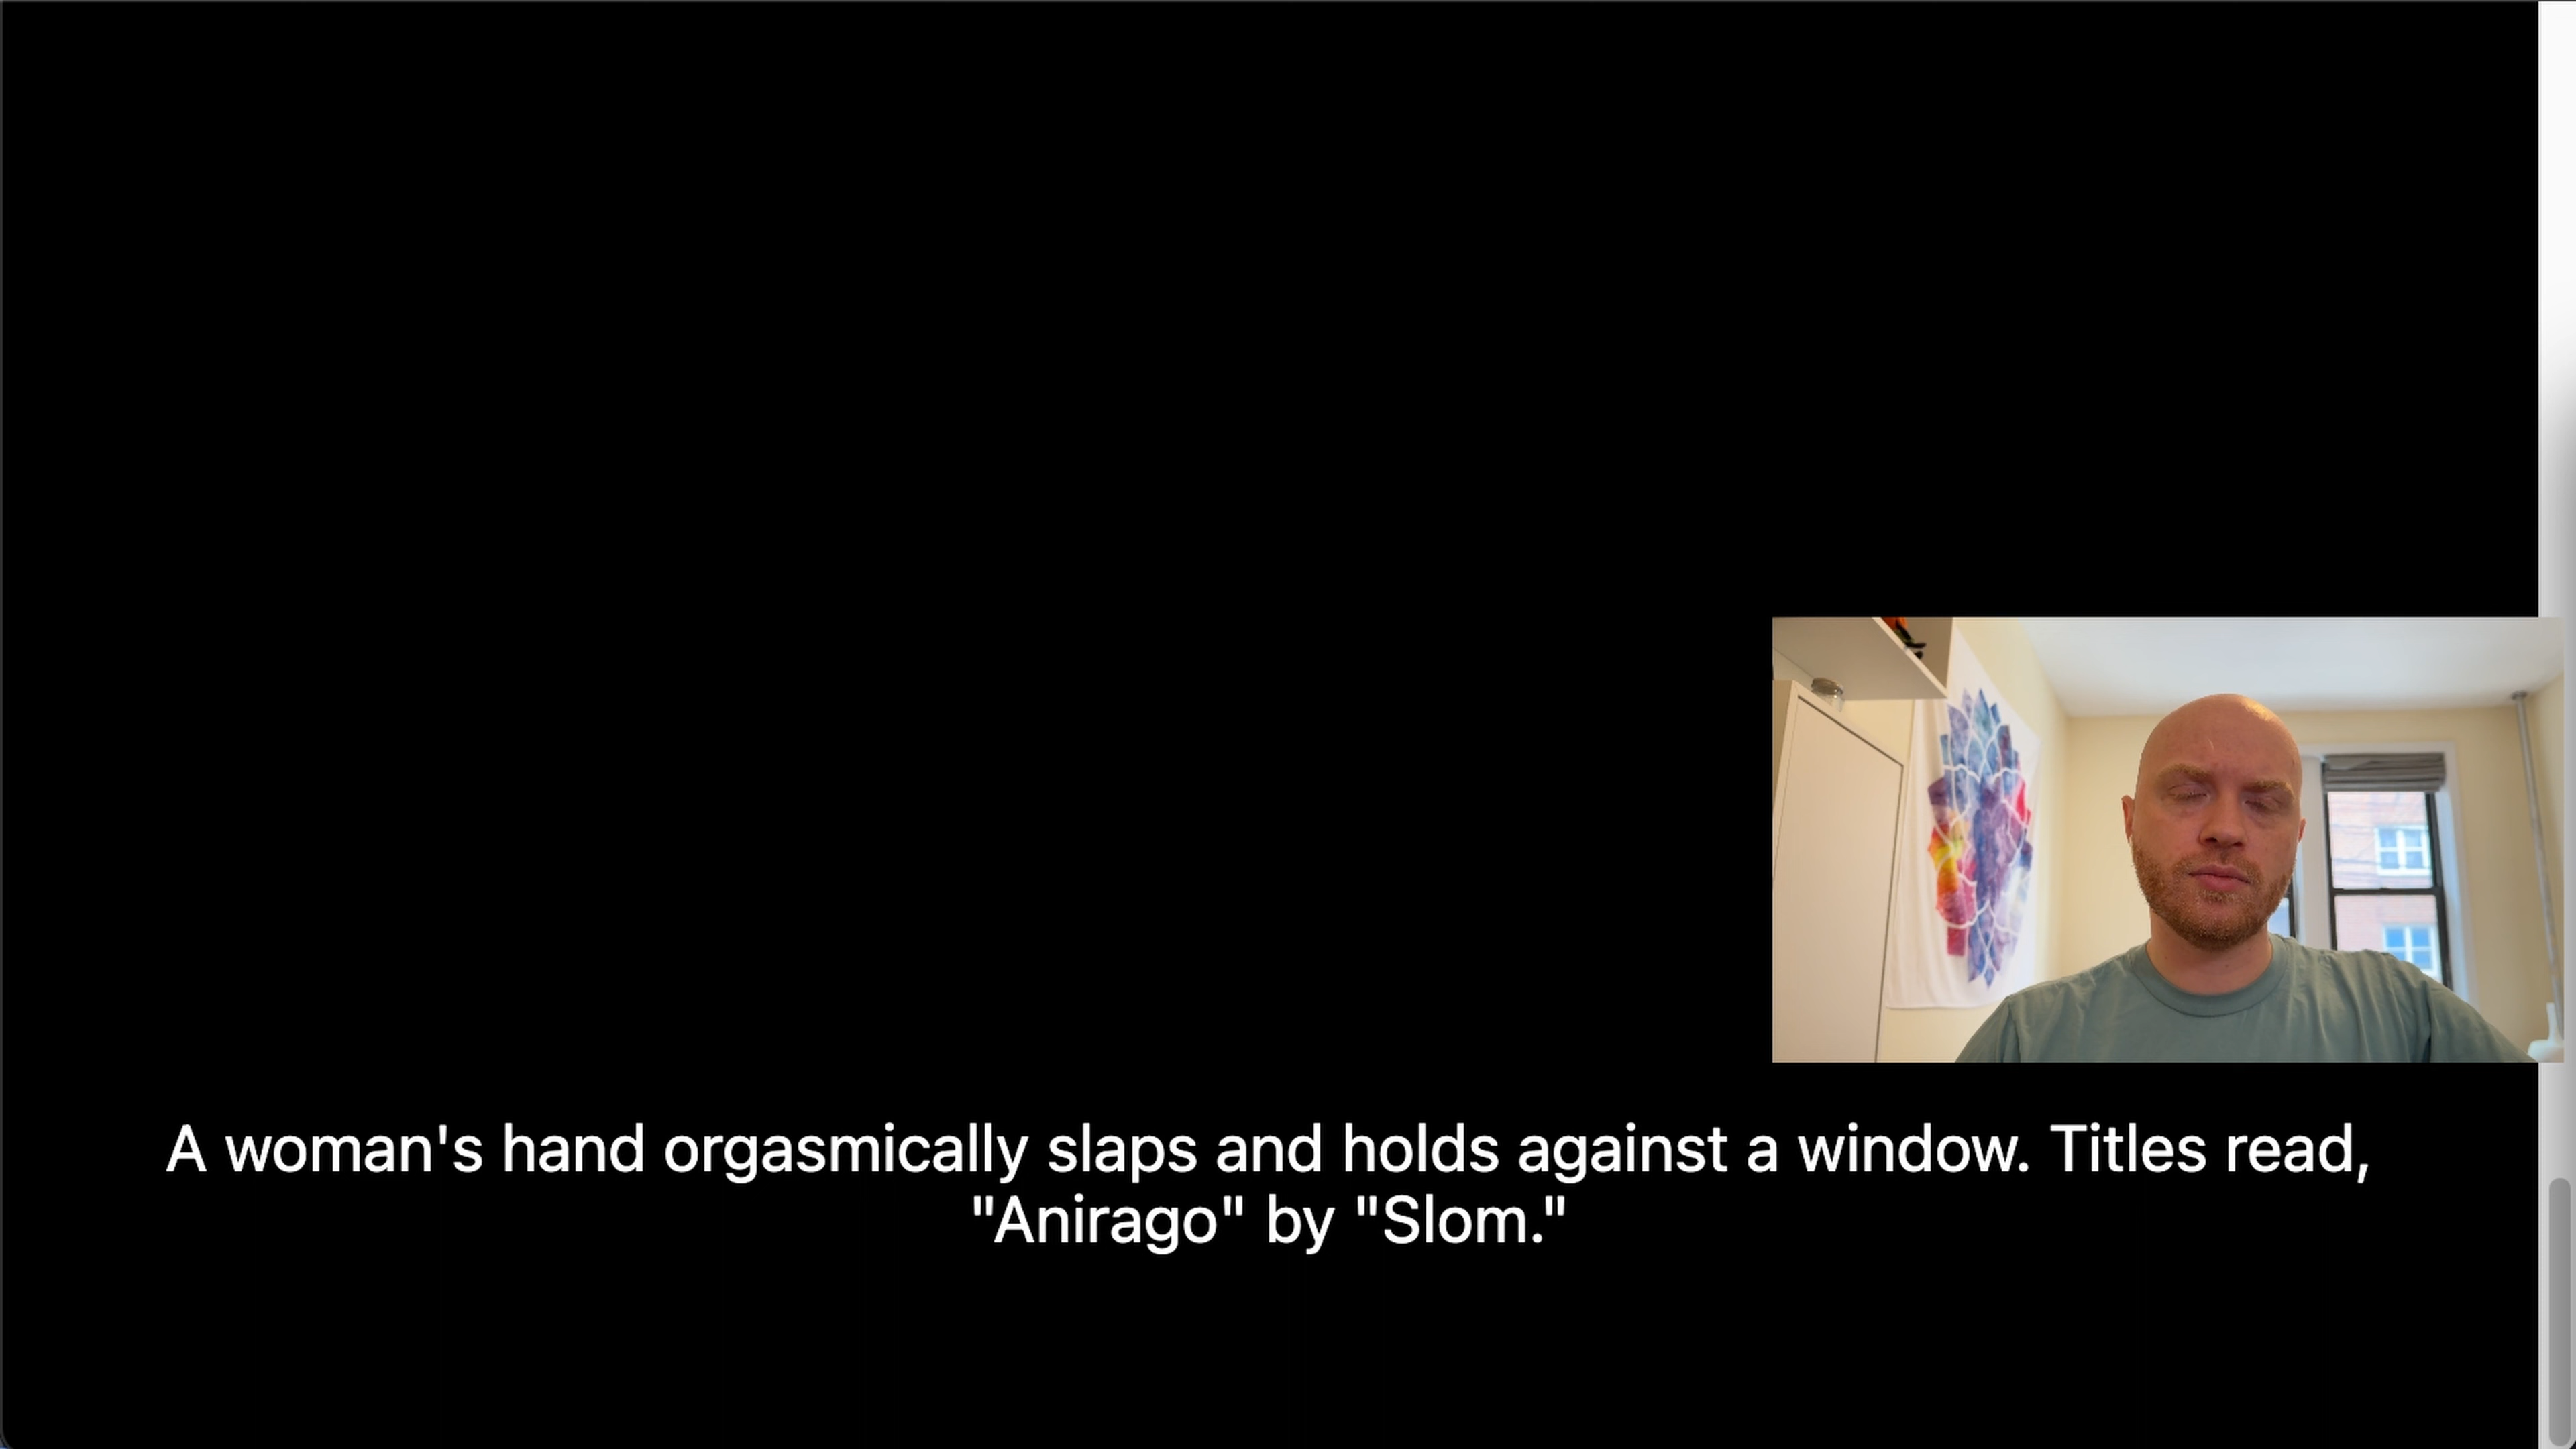 A woman's hand orgasmically slaps and holds against a window. Titles read,
"Anirago" by "Slom."